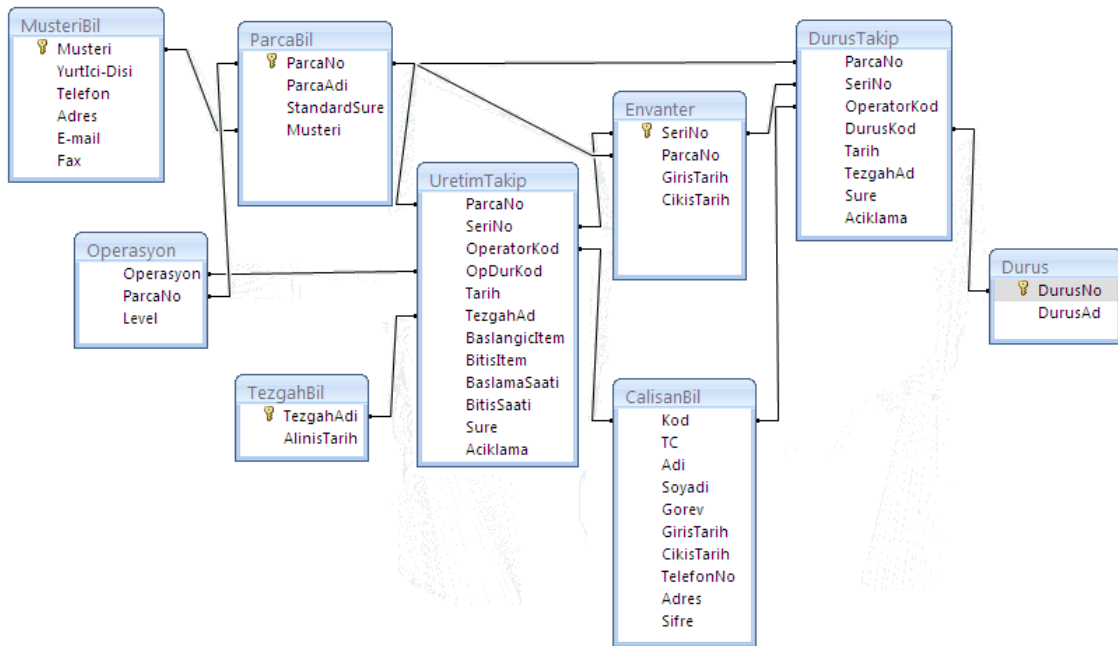 MusteriBil
Musteri
YurtIci-Disi
Telefon
Adres
E-mail
Fax
ParcaBil
ParcaNo
ParcaAdi
StandardSure
Musteri
DurusTakip
ParcaNo
SeriNo
OperatorKod
DurusKod
Tarih
TezgahAd
Sure
Aciklama
Envanter
SeriNo
ParcaNo
GirisTarih
CikisTarih
UretimTakip
ParcaNo
SeriNo
OperatorKod
OpDurKod
Tarih
TezgahAd
BaslangicItem
BitisItem
BaslamaSaati
BitisSaati
Sure
Aciklama
Operasyon
Operasyon
ParcaNo
Level
Durus
DurusNo
DurusAd
TezgahBil
TezgahAdi
AlinisTarih
CalisanBil
Kod
TC
Adi
Soyadi
Gorev
GirisTarih
CikisTarih
TelefonNo
Adres
Sifre